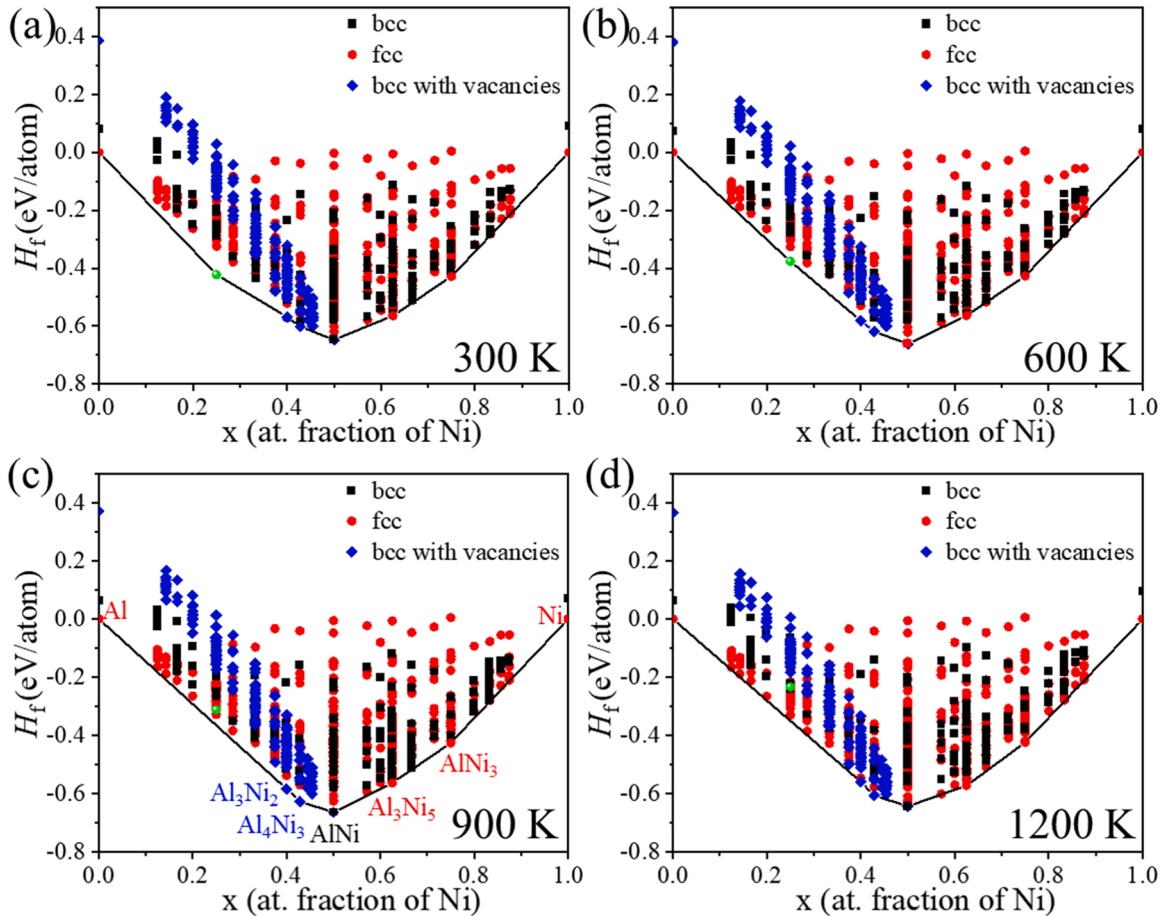 (a)
bcc
fcc
bcc with vacancies
0.4
0.2
0.0
-0.2
-0.4
-0.6
-0.8
Hf (eV/atom)
300 K
0.0 0.2 0.4 0.6 0.8 1.0
x (at. fraction of Ni)
(b)
bcc
fcc
bcc with vacancies
0.4
0.2
0.0
-0.2
-0.4
-0.6
-0.8
Hf (eV/atom)
600 K
0.0 0.2 0.4 0.6 0.8 1.0
x (at. fraction of Ni)
(c)
bcc
fcc
bcc with vacancies
0.4
0.2
0.0
-0.2
-0.4
-0.6
-0.8
Hf (eV/atom)
Al
Ni
AlNi3
Al3Ni2
Al3Ni5
Al4Ni3
AlNi
900 K
0.0 0.2 0.4 0.6 0.8 1.0
x (at. fraction of Ni)
(d)
bcc
fcc
bcc with vacancies
0.4
0.2
0.0
-0.2
-0.4
-0.6
-0.8
Hf (eV/atom)
1200 K
0.0 0.2 0.4 0.6 0.8 1.0
x (at. fraction of Ni)